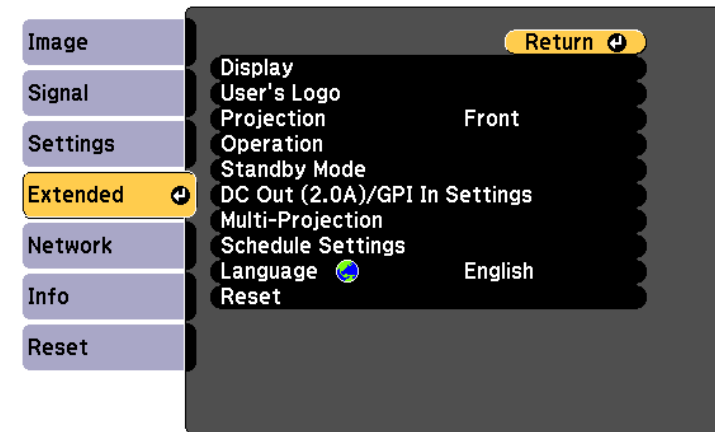 Image
Signal
Settings
Extended
Network
Info
Reset
Return
Display
User's Logo
Projection Front
Operation
Standby Mode
DC Out (2.0A)/GPI In Settings
Multi-Projection
Schedule Settings
Language English
Reset